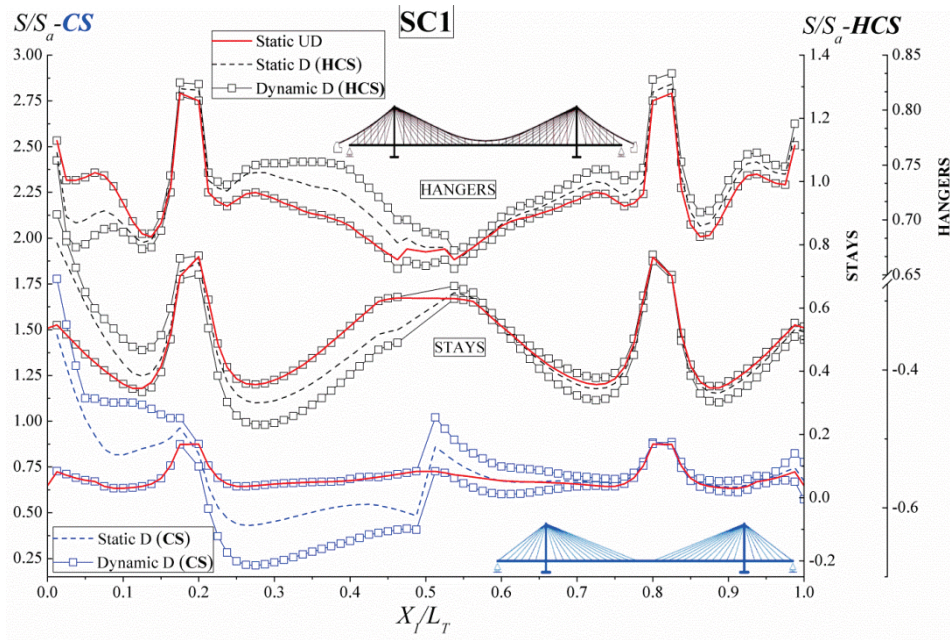 S/Sa-CS
SC1
S/Sa-HCS
Static UD
Static D (HCS)
Dynamic D (HCS)
3.00
2.75
2.50
2.25
2.00
1.75
1.50
1.25
1.00
0.75
0.50
0.25
1.4
1.2
1.0
0.8
0.6
0.4
0.2
0.0
-0.2
STAYS
0.85
0.80
0.75
0.70
0.65
-0.4
-0.6
HANGERS
HANGERS
STAYS
Static D (CS)
Dynamic D (CS)
0.0 0.1 0.2 0.3 0.4 0.5 0.6 0.7 0.8 0.9 1.0
XI/LT